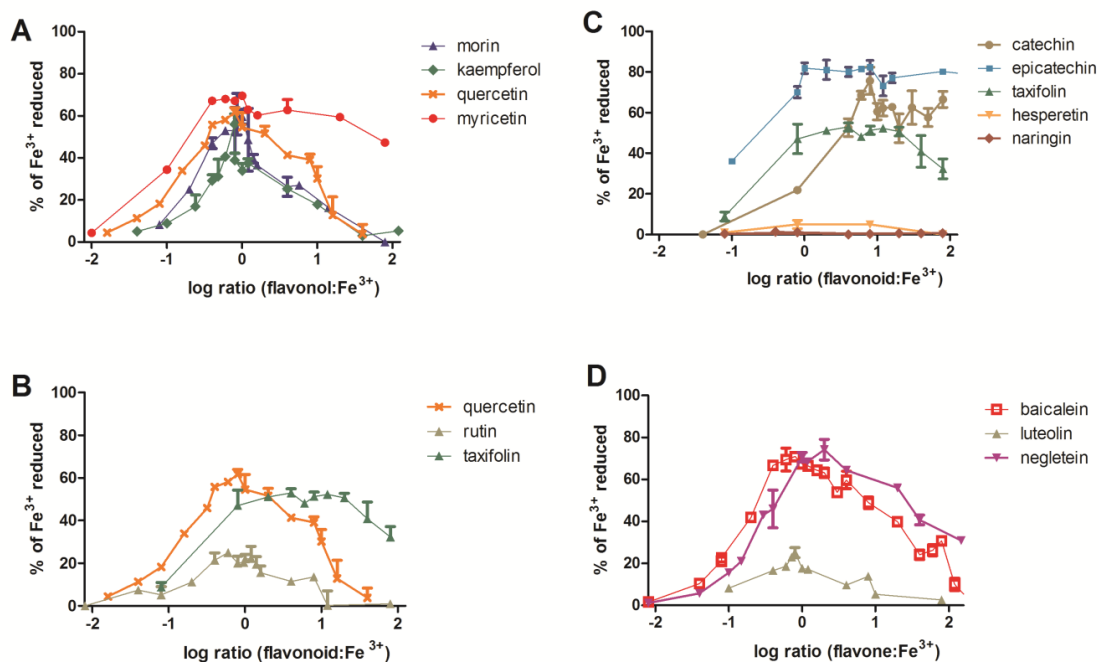 A
% of Fe³⁺ reduced
100
80
60
40
20
0
-2
-1
0
1
2
log ratio (flavonol:Fe³⁺)
morin
kaempferol
quercetin
myricetin
C
% of Fe³⁺ reduced
100
80
60
40
20
0
-2
-1
0
1
2
log ratio (flavonoid:Fe³⁺)
catechin
epicatechin
taxifolin
hesperetin
naringin
B
% of Fe³⁺ reduced
100
80
60
40
20
0
-2
-1
0
1
2
log ratio (flavonoid:Fe³⁺)
quercetin
rutin
taxifolin
D
% of Fe³⁺ reduced
100
80
60
40
20
0
-2
-1
0
1
2
log ratio (flavone:Fe³⁺)
baicalein
luteolin
negletein